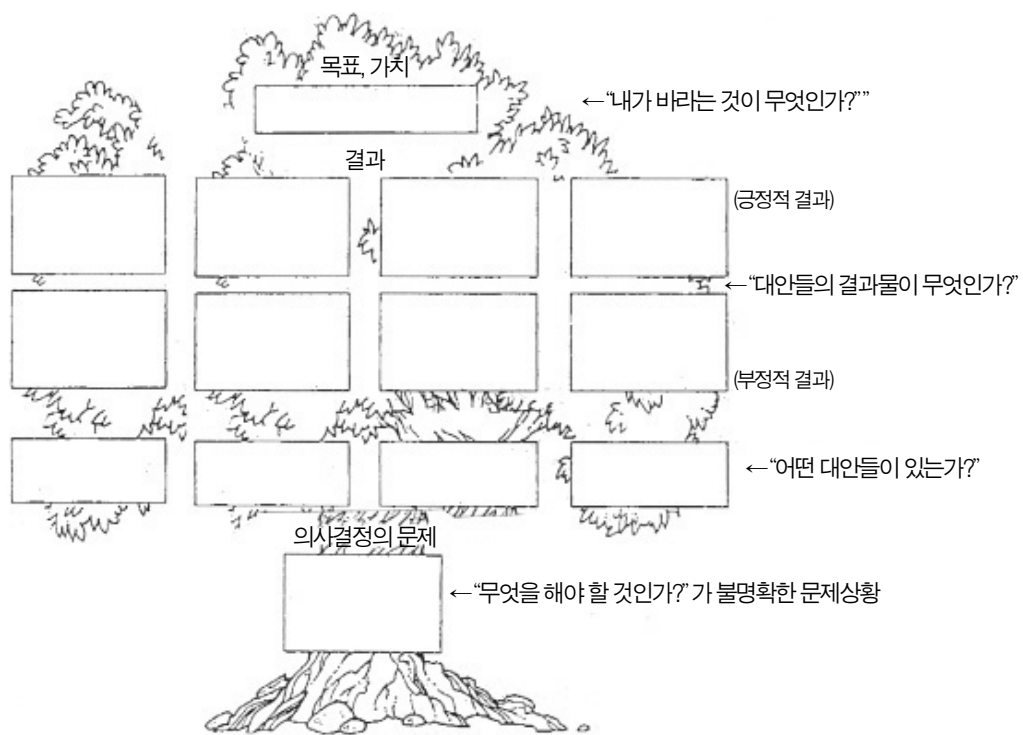 목표, 가치
←“내가 바라는 것이 무엇인가?””
결과
(긍정적 결과)
←“대안들의 결과물이 무엇인가?”
(부정적 결과)
←“어떤 대안들이 있는가?”
의사결정의 문제
←“무엇을 해야 할 것인가?” 가 불명확한 문제상황